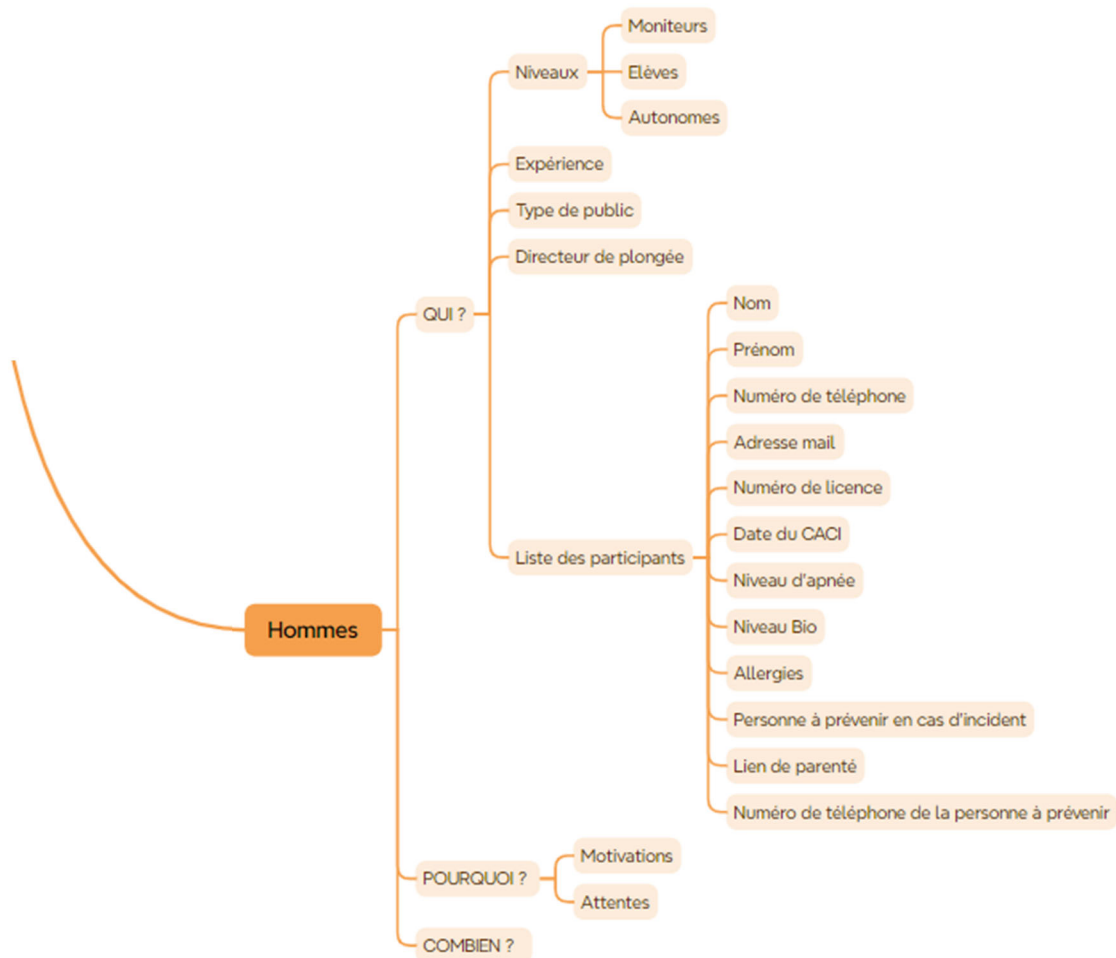 Hommes
QUI ?
Niveaux
Moniteurs
Elèves
Autonomes
Expérience
Type de public
Directeur de plongée
Liste des participants
Nom
Prénom
Numéro de téléphone
Adresse mail
Numéro de licence
Date du CACI
Niveau d'apnée
Niveau Bio
Allergies
Personne à prévenir en cas d'incident
Lien de parenté
Numéro de téléphone de la personne à prévenir
POURQUOI ?
Motivations
Attentes
COMBIEN ?